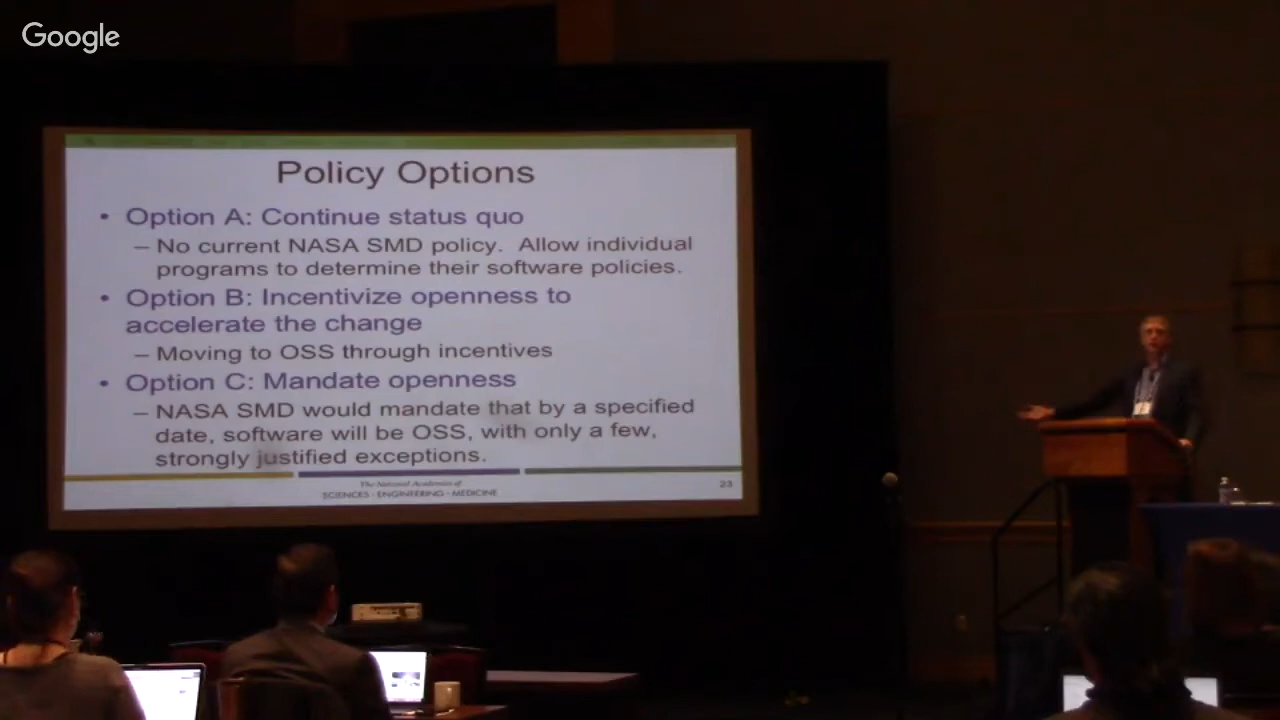 Google
Policy Options
• Option A: Continue status quo
– No current NASA SMD policy. Allow individual
programs to determine their software policies.
• Option B: Incentivize openness to
accelerate the change
– Moving to OSS through incentives
• Option C: Mandate openness
– NASA SMD would mandate that by a specified
date, software will be OSS, with only a few,
strongly justified exceptions.
The National Academies of
SCIENCES · ENGINEERING · MEDICINE
23